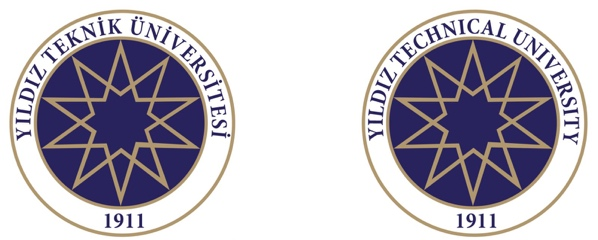 YILDIZ TEKNİK ÜNİVERSİTESİ
1911
YILDIZ TECHNICAL UNIVERSITY
1911